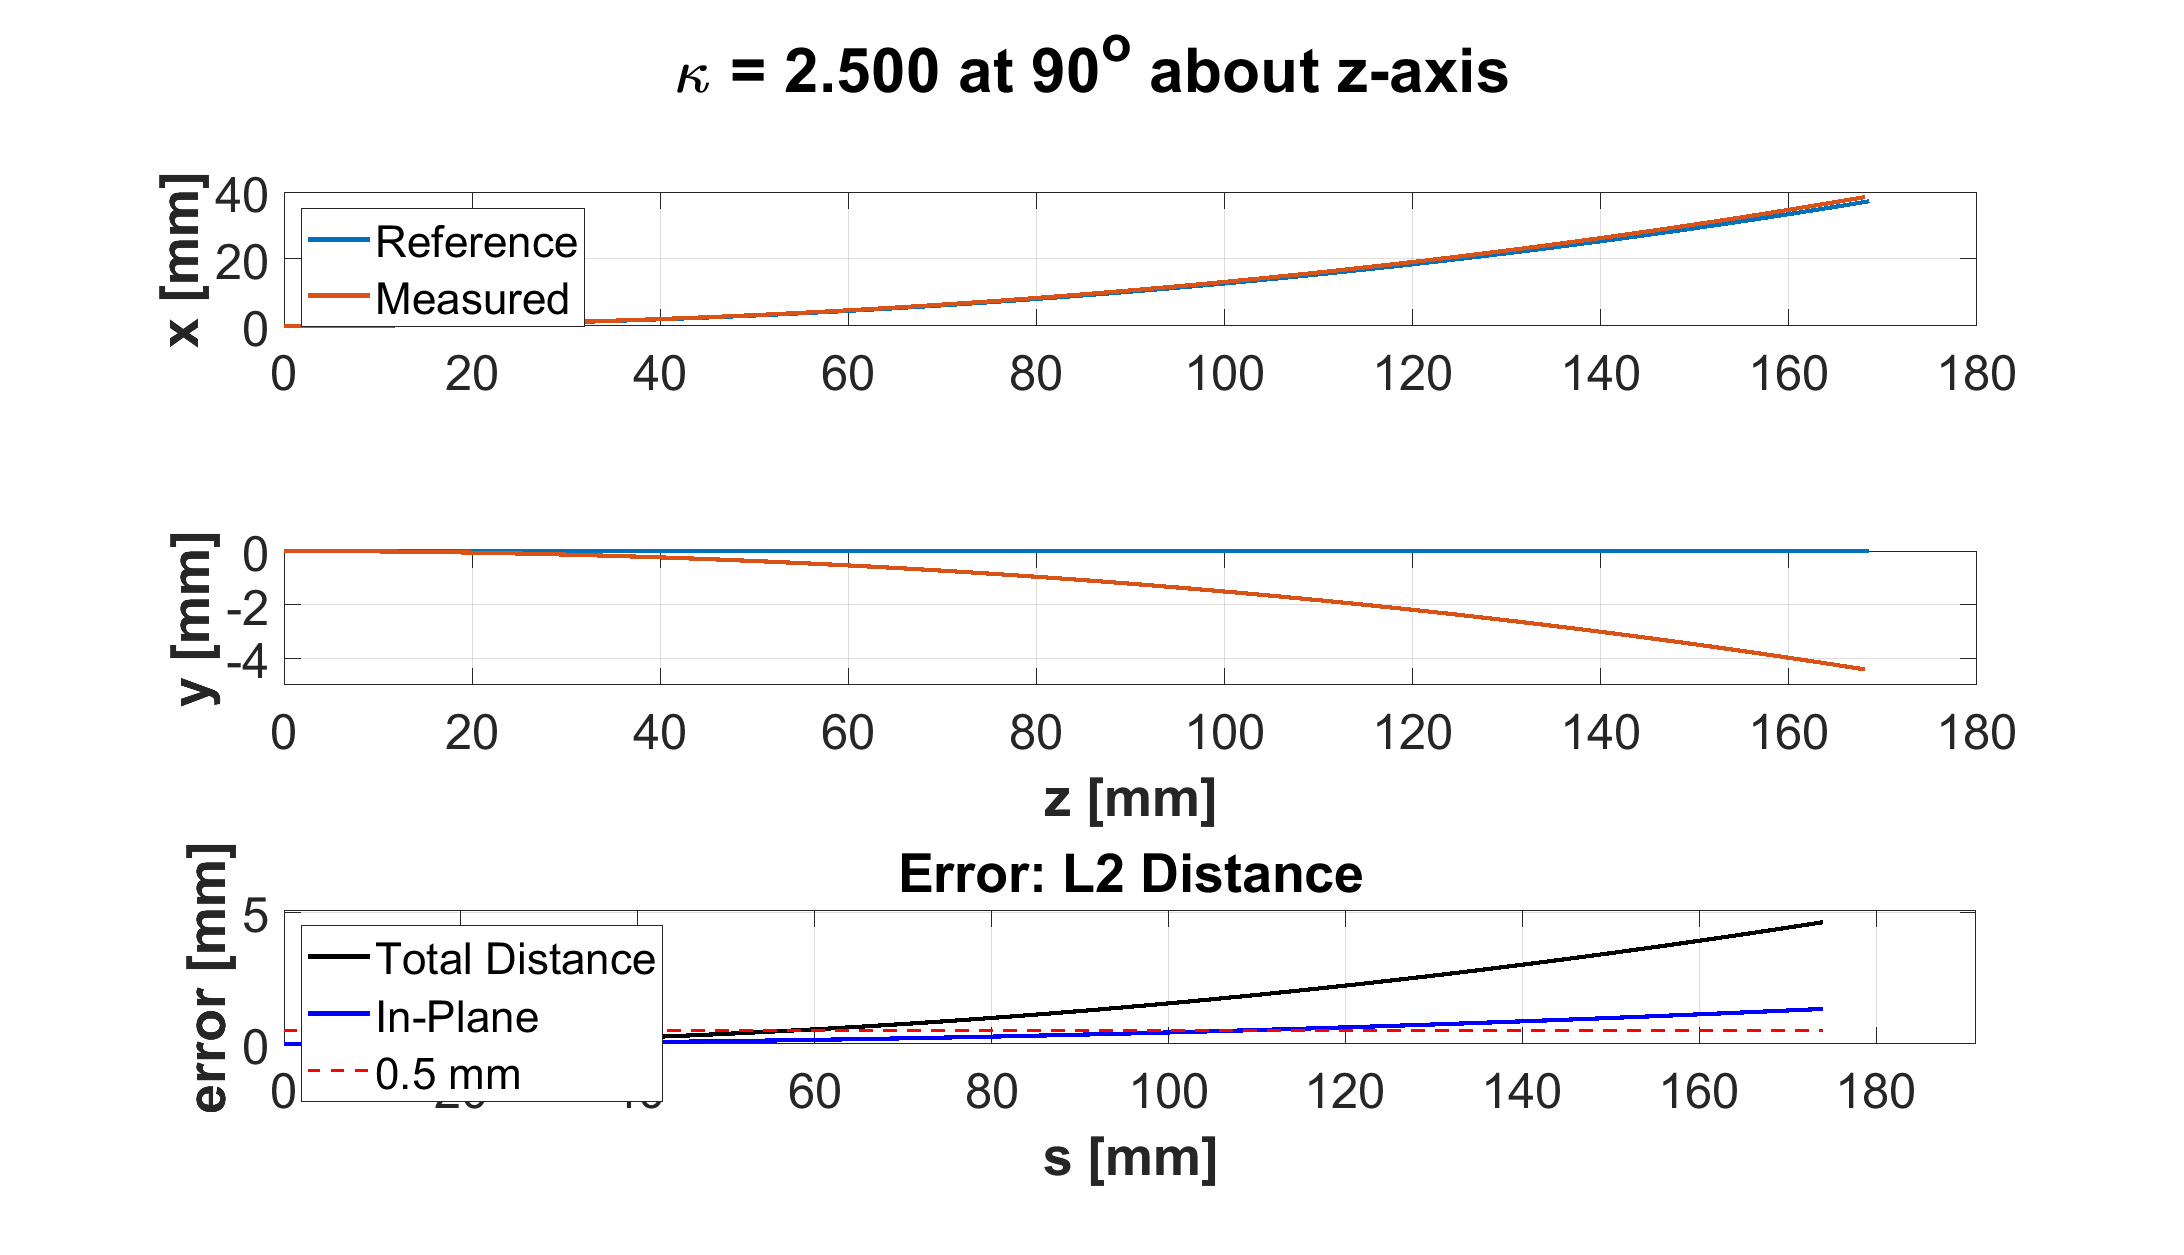 κ = 2.500 at 90° about z-axis
x [mm]
40
20
0
Reference
Measured
0 20 40 60 80 100 120 140 160 180
y [mm]
0
-2
-4
0 20 40 60 80 100 120 140 160 180
z [mm]
Error: L2 Distance
error [mm]
5
0
Total Distance
In-Plane
0.5 mm
0 20 40 60 80 100 120 140 160 180
s [mm]